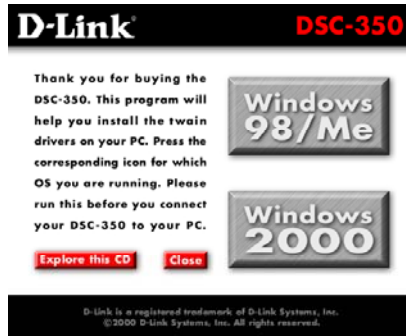 D-Link
DSC-350
Thank you for buying the
DSC-350. This program will
help you install the twain
drivers on your PC. Press the
corresponding icon for which
OS you are running. Please
run this before you connect
your DSC-350 to your PC.
Explore this CD
Close
Windows
98/Me
Windows
2000
D-Link is a registered trademark of D-Link Systems, Inc.
©2000 D-Link Systems, Inc. All rights reserved.